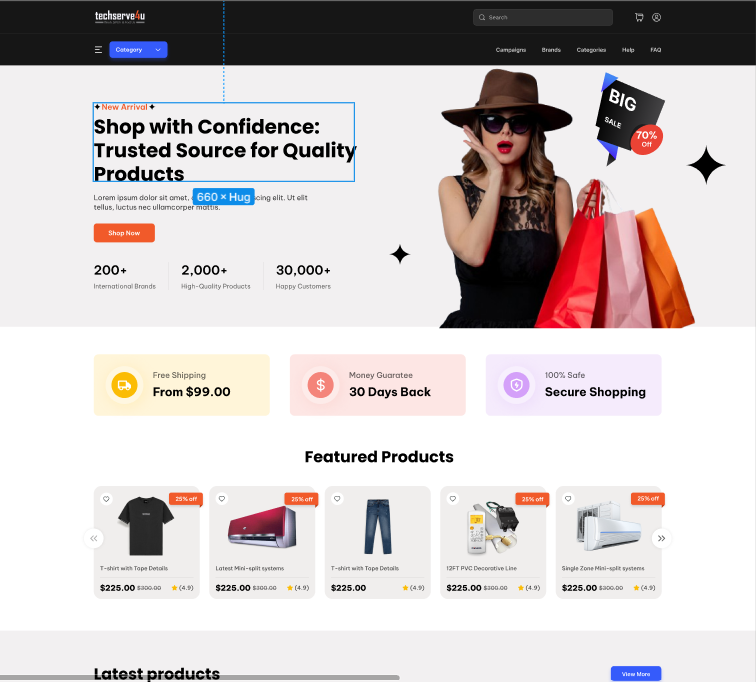 techserve4u
Search
Category
Campaigns Brands Categories Help FAQ
New Arrival
Shop with Confidence:
Trusted Source for Quality
Products
Lorem ipsum dolor sit amet, cing elit. Ut elit
tellus, luctus nec ullamcorper mattis.
660 × Hug
Shop Now
200+ 2,000+ 30,000+
International Brands High-Quality Products Happy Customers
BIG
SALE
70%
Off
Free Shipping
From $99.00
Money Guaratee
30 Days Back
100% Safe
Secure Shopping
Featured Products
25% off 25% off 25% off 25% off
T-shirt with Tape Details
$225.00 $300.00 (4.9)
Latest Mini-split systems
$225.00 $300.00 (4.9)
T-shirt with Tape Details
$225.00 (4.9)
12FT PVC Decorative Line
$225.00 $300.00 (4.9)
Single Zone Mini-split systems
$225.00 $300.00 (4.9)
Latest products
View More